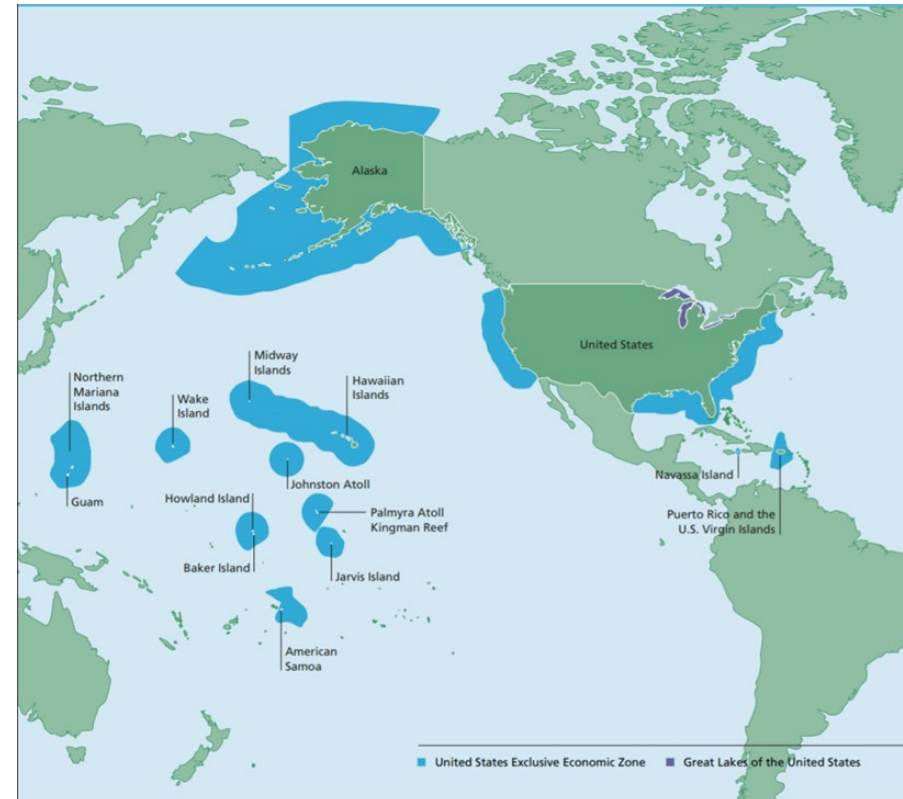 Alaska
United States
Midway
Islands
Hawaiian
Islands
Northern
Mariana
Islands
Wake
Island
Guam
Johnston Atoll
Howland Island
Palmyra Atoll
Kingman Reef
Baker Island
Jarvis Island
American
Samoa
Navassa Island
Puerto Rico and the
U.S. Virgin Islands
United States Exclusive Economic Zone
Great Lakes of the United States